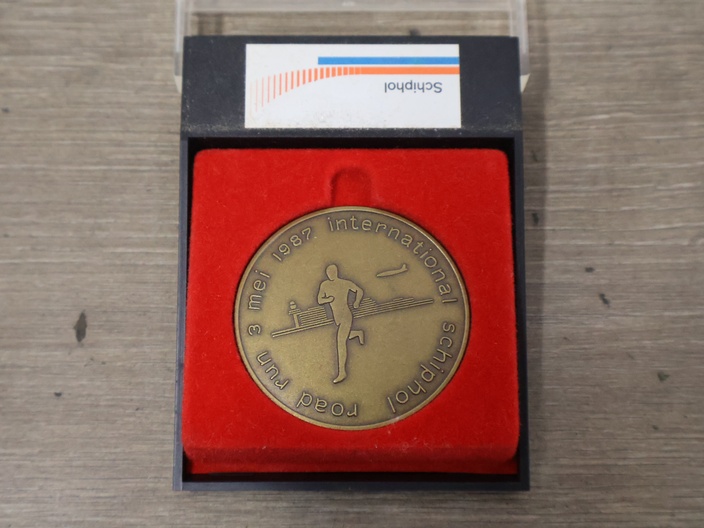 Schiphol
international schiphol road run 3 mei 1987